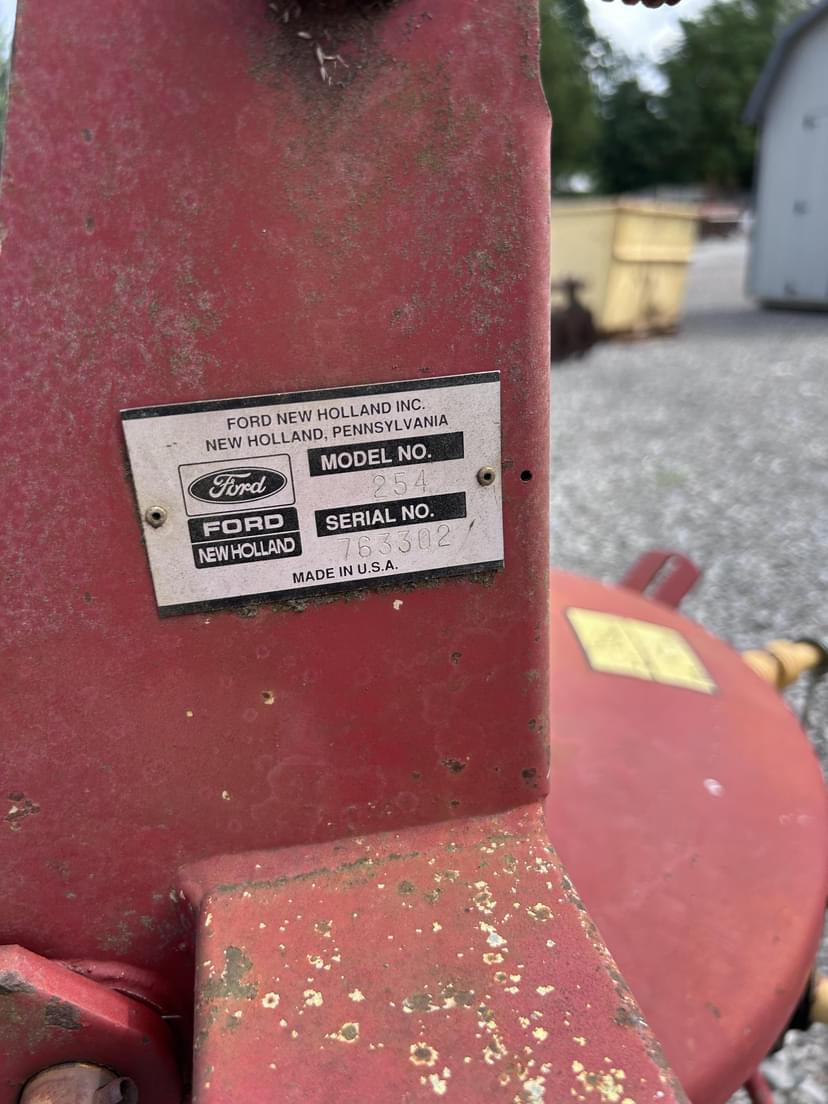 FORD NEW HOLLAND INC.
NEW HOLLAND, PENNSYLVANIA
Ford
FORD
NEW HOLLAND
MODEL NO.
254
SERIAL NO.
763302
MADE IN U.S.A.